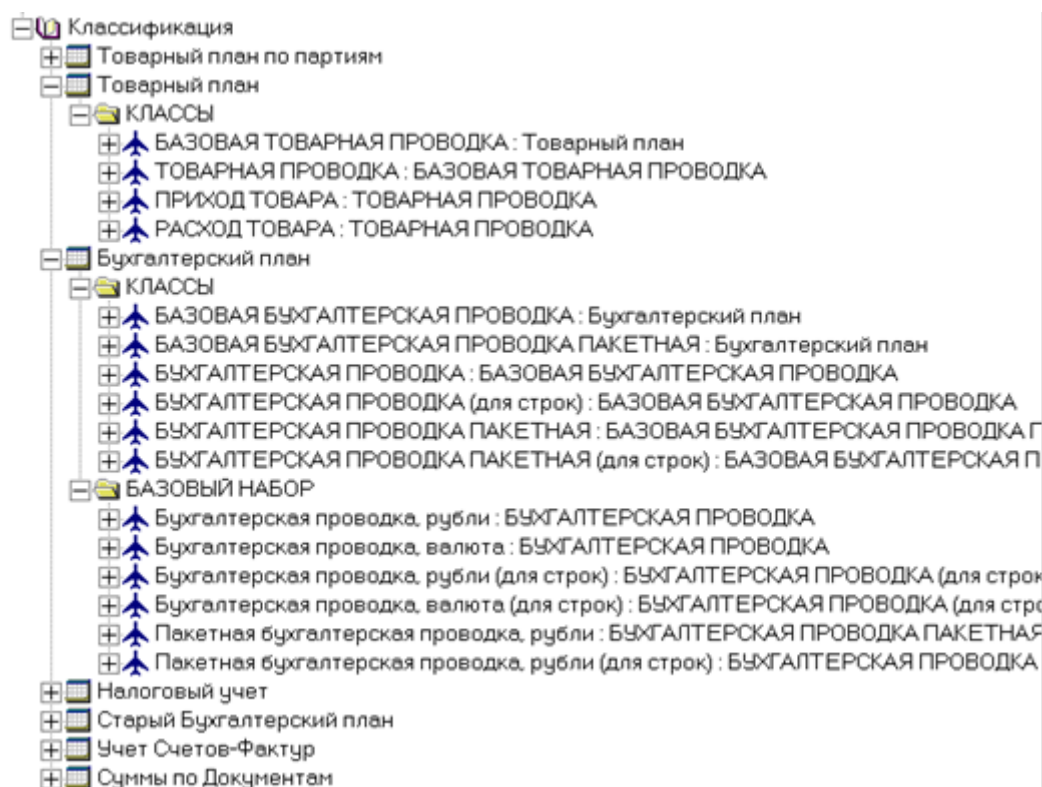 Классификация
Товарный план по партиям
Товарный план
КЛАССЫ
БАЗОВАЯ ТОВАРНАЯ ПРОВОДКА : Товарный план
ТОВАРНАЯ ПРОВОДКА : БАЗОВАЯ ТОВАРНАЯ ПРОВОДКА
ПРИХОД ТОВАРА : ТОВАРНАЯ ПРОВОДКА
РАСХОД ТОВАРА : ТОВАРНАЯ ПРОВОДКА
Бухгалтерский план
КЛАССЫ
БАЗОВАЯ БУХГАЛТЕРСКАЯ ПРОВОДКА : Бухгалтерский план
БАЗОВАЯ БУХГАЛТЕРСКАЯ ПРОВОДКА ПАКЕТНАЯ : Бухгалтерский план
БУХГАЛТЕРСКАЯ ПРОВОДКА : БАЗОВАЯ БУХГАЛТЕРСКАЯ ПРОВОДКА
БУХГАЛТЕРСКАЯ ПРОВОДКА (для строк) : БАЗОВАЯ БУХГАЛТЕРСКАЯ ПРОВОДКА
БУХГАЛТЕРСКАЯ ПРОВОДКА ПАКЕТНАЯ : БАЗОВАЯ БУХГАЛТЕРСКАЯ ПРОВОДКА П
БУХГАЛТЕРСКАЯ ПРОВОДКА ПАКЕТНАЯ (для строк) : БАЗОВАЯ БУХГАЛТЕРСКАЯ П
БАЗОВЫЙ НАБОР
Бухгалтерская проводка, рубли : БУХГАЛТЕРСКАЯ ПРОВОДКА
Бухгалтерская проводка, валюта : БУХГАЛТЕРСКАЯ ПРОВОДКА
Бухгалтерская проводка, рубли (для строк) : БУХГАЛТЕРСКАЯ ПРОВОДКА (для строк
Бухгалтерская проводка, валюта (для строк) : БУХГАЛТЕРСКАЯ ПРОВОДКА (для стро
Пакетная бухгалтерская проводка, рубли : БУХГАЛТЕРСКАЯ ПРОВОДКА ПАКЕТНАЯ
Пакетная бухгалтерская проводка, рубли (для строк) : БУХГАЛТЕРСКАЯ ПРОВОДКА
Налоговый учет
Старый Бухгалтерский план
Учет Счетов-Фактур
Суммы по Документам